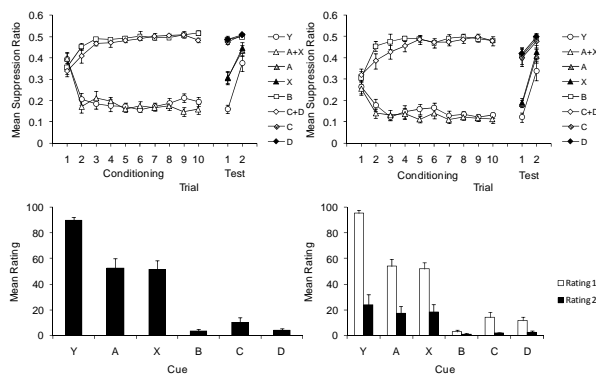 Mean Suppression Ratio
0.6
0.5
0.4
0.3
0.2
0.1
0
1 2 3 4 5 6 7 8 9 10 1 2
Conditioning Test
Trial
Y
A+X
A
X
B
C+D
C
D
Mean Suppression Ratio
0.6
0.5
0.4
0.3
0.2
0.1
0
1 2 3 4 5 6 7 8 9 10 1 2
Conditioning Test
Trial
Y
A+X
A
X
B
C+D
C
D
Mean Rating
100
80
60
40
20
0
Y A X B C D
Cue
Mean Rating
100
80
60
40
20
0
Y A X B C D
Cue
Rating 1
Rating 2